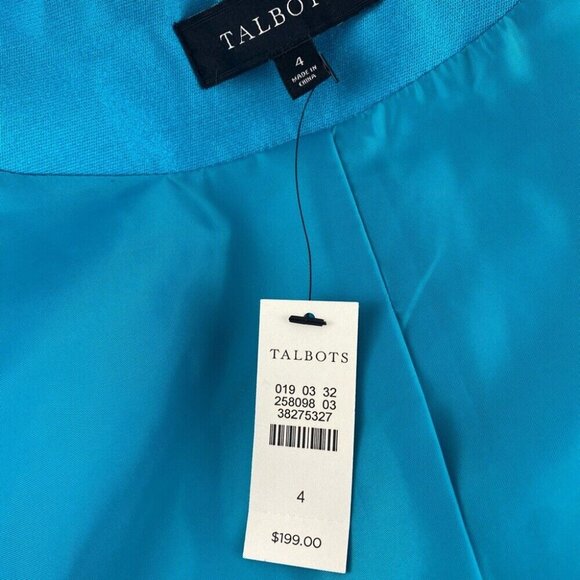 TALBOTS
4
MADE IN
CHINA
TALBOTS
019 03 32
258098 03
38275327
4
$199.00